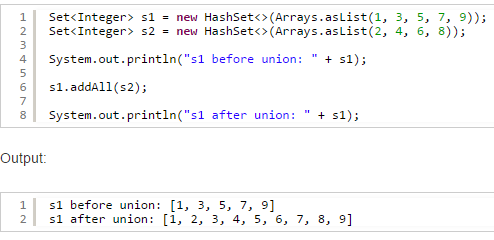 1 Set<Integer> s1 = new HashSet<>(Arrays.asList(1, 3, 5, 7, 9));
2 Set<Integer> s2 = new HashSet<>(Arrays.asList(2, 4, 6, 8));
3
4 System.out.println("s1 before union: " + s1);
5
6 s1.addAll(s2);
7
8 System.out.println("s1 after union: " + s1);
Output:
1 s1 before union: [1, 3, 5, 7, 9]
2 s1 after union: [1, 2, 3, 4, 5, 6, 7, 8, 9]